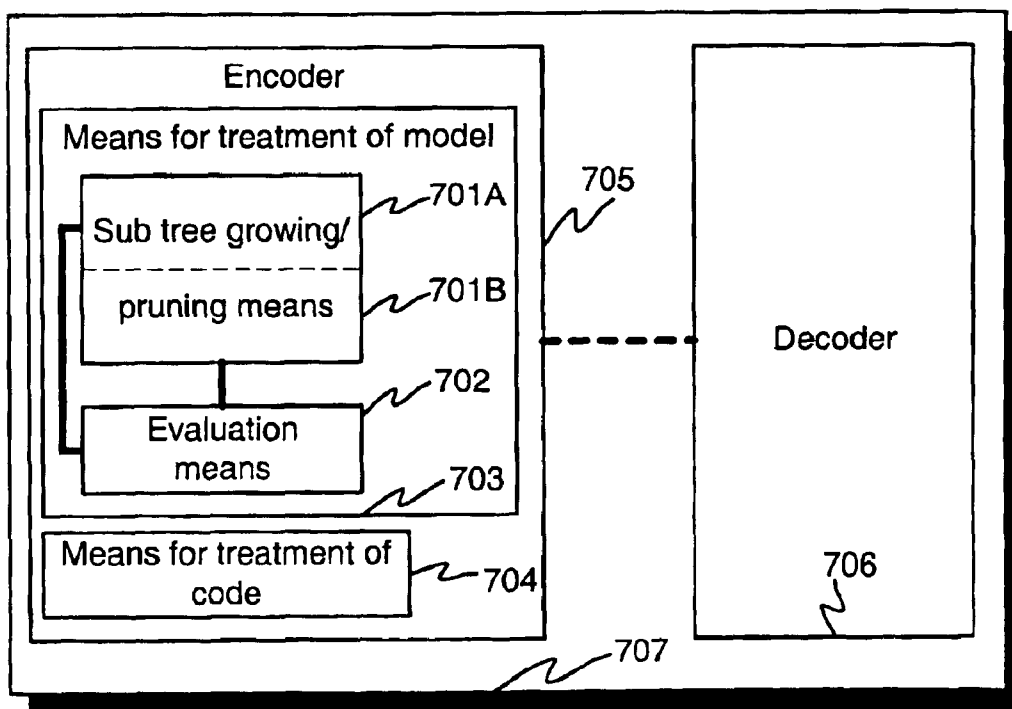 Encoder
Means for treatment of model
701A
Sub tree growing/
701B
pruning means
702
Evaluation
means
703
Means for treatment of
code
704
705
Decoder
706
707